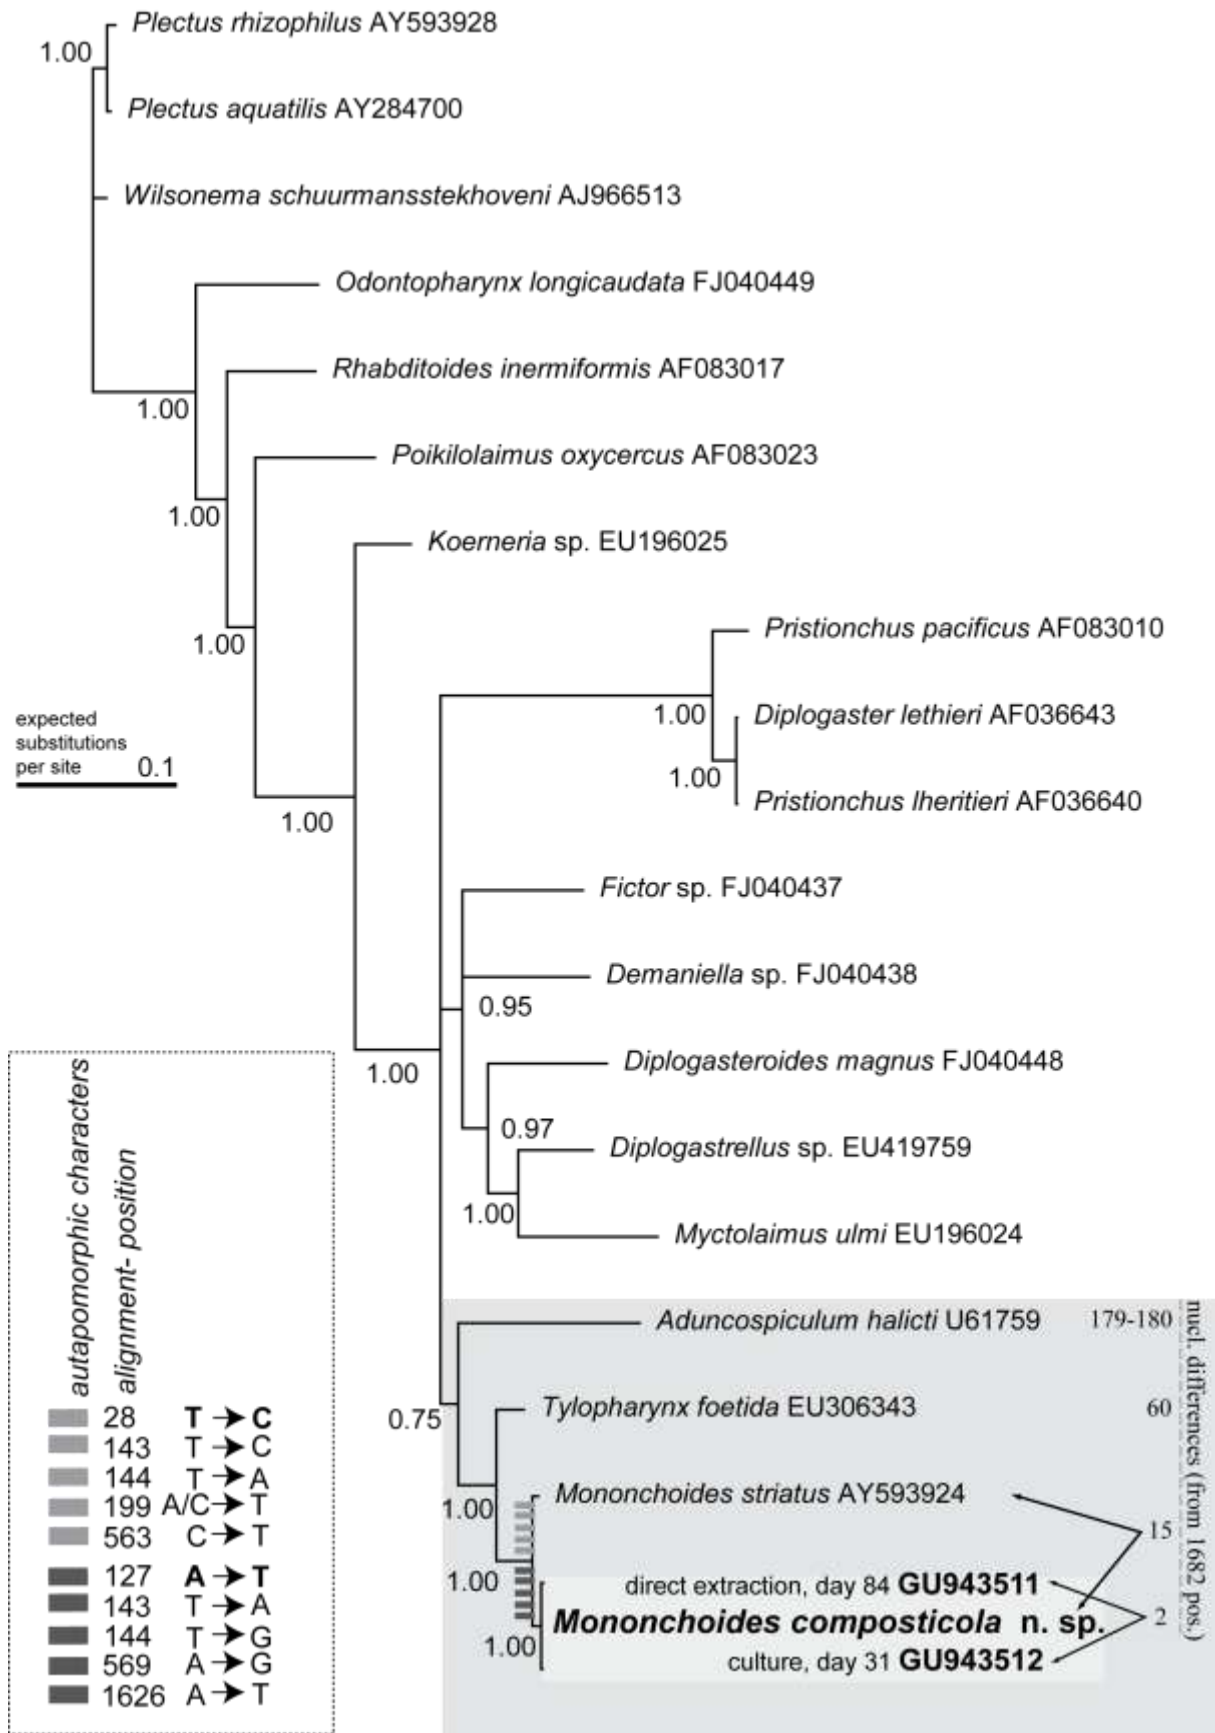 Plectus rhizophilus AY593928
1.00
Plectus aquatilis AY284700
Wilsonema schuurmansstekhoveni AJ966513
Odontopharynx longicaudata FJ040449
Rhabditoides inermiformis AF083017
1.00
Poikilolaimus oxycercus AF083023
1.00
Koerneria sp. EU196025
Pristionchus pacificus AF083010
1.00
expected
substitutions
per site 0.1
1.00
Diplogaster lethieri AF036643
1.00
Pristionchus lheritieri AF036640
1.00
Fictor sp. FJ040437
Demaniella sp. FJ040438
0.95
Diplogasteroides magnus FJ040448
1.00
0.97
Diplogastrellus sp. EU419759
1.00
Myctolaimus ulmi EU196024
Aduncospiculum halicti U61759 179-180
0.75
Tylopharynx foetida EU306343 60
Mononchoides striatus AY593924
1.00
15
1.00
direct extraction, day 84 GU943511
Mononchoides composticola n. sp.
2
1.00
culture, day 31 GU943512
nucl. differences (from 1682 pos.)
autapomorphic characters
alignment- position
28 T → C
143 T → C
144 T → A
199 A/C → T
563 C → T
127 A → T
143 T → A
144 T → G
569 A → G
1626 A → T